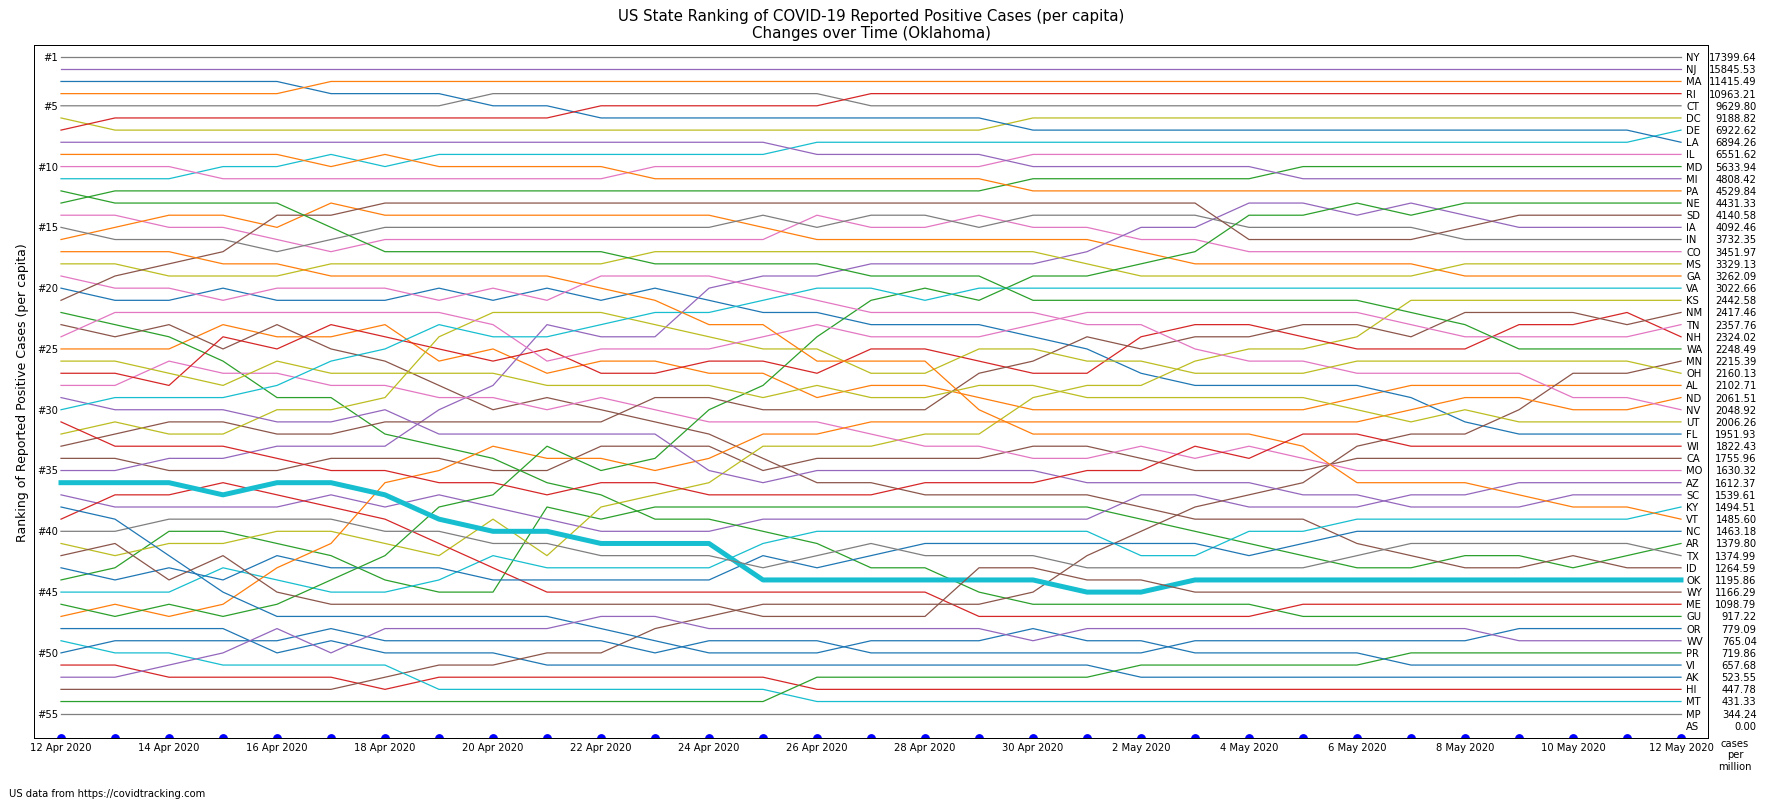 US State Ranking of COVID-19 Reported Positive Cases (per capita)
Changes over Time (Oklahoma)
Ranking of Reported Positive Cases (per capita)
#1
#5
#10
#15
#20
#25
#30
#35
#40
#45
#50
#55
NY 17399.64
NJ 15845.53
MA 11415.49
RI 10963.21
CT 9629.80
DC 9188.82
DE 6922.62
LA 6894.26
IL 6551.62
MD 5633.94
MI 4808.42
PA 4529.84
NE 4431.33
SD 4140.58
IA 4092.46
IN 3732.35
CO 3451.97
MS 3329.13
GA 3262.09
VA 3022.66
KS 2442.58
NM 2417.46
TN 2357.76
NH 2324.02
WA 2248.49
MN 2215.39
OH 2160.13
AL 2102.71
ND 2061.51
NV 2048.92
UT 2006.26
FL 1951.93
WI 1822.43
CA 1755.96
MO 1630.32
AZ 1612.37
SC 1539.61
KY 1494.51
VT 1485.60
NC 1463.18
AR 1379.80
TX 1374.99
ID 1264.59
OK 1195.86
WY 1166.29
ME 1098.79
GU 917.22
OR 779.09
WV 765.04
PR 719.86
VI 657.68
AK 523.55
HI 447.78
MT 431.33
MP 344.24
AS 0.00
12 Apr 2020 14 Apr 2020 16 Apr 2020 18 Apr 2020 20 Apr 2020 22 Apr 2020 24 Apr 2020 26 Apr 2020 28 Apr 2020 30 Apr 2020 2 May 2020 4 May 2020 6 May 2020 8 May 2020 10 May 2020 12 May 2020
cases
per
million
US data from https://covidtracking.com